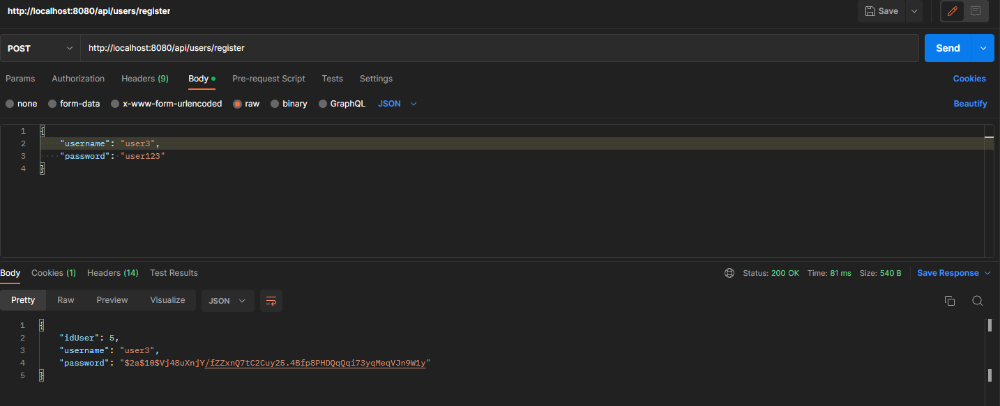 http://localhost:8080/api/users/register
Save
POST
http://localhost:8080/api/users/register
Send
Params Authorization Headers (9) Body Pre-request Script Tests Settings Cookies
none form-data x-www-form-urlencoded raw binary GraphQL JSON Beautify
1 {
2 "username": "user3",
3 "password": "user123"
4 }
Body Cookies (1) Headers (14) Test Results Status: 200 OK Time: 81 ms Size: 540 B Save Response
Pretty Raw Preview Visualize JSON
1 {
2 "idUser": 5,
3 "username": "user3",
4 "password": "$2a$10$Vj48uXnjY/fZZxnQ7tC2Cuy25.4Bfp8PHDQqQqi73yqMeqVJn9W1y"
5 }